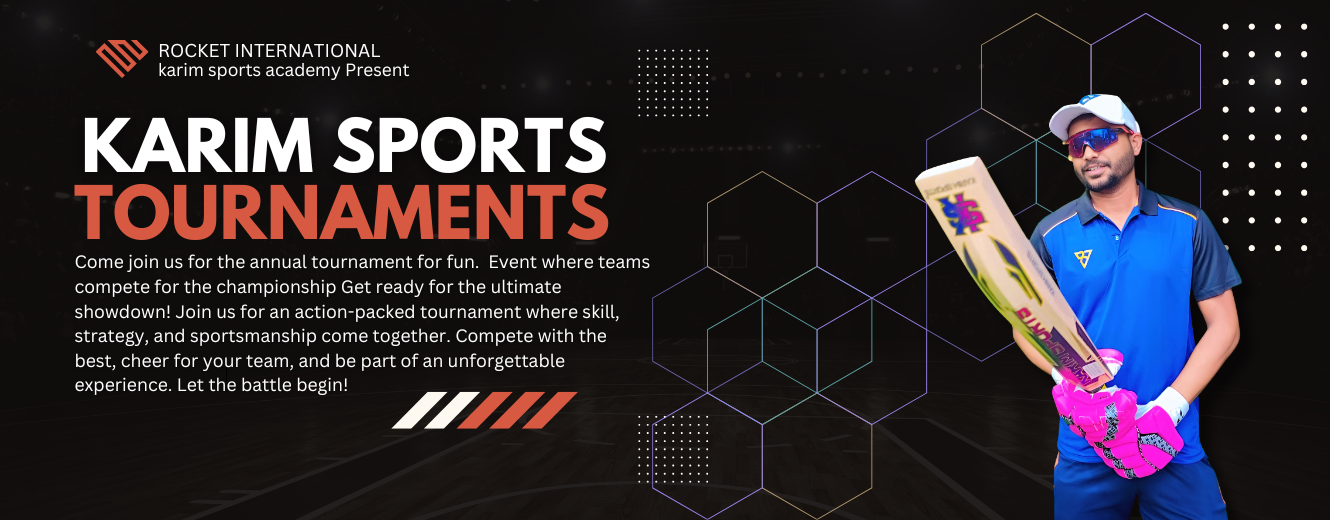 ROCKET INTERNATIONAL
karim sports academy Present
KARIM SPORTS
TOURNAMENTS
Come join us for the annual tournament for fun.  Event where teams
compete for the championship Get ready for the ultimate
showdown! Join us for an action-packed tournament where skill,
strategy, and sportsmanship come together. Compete with the
best, cheer for your team, and be part of an unforgettable
experience. Let the battle begin!